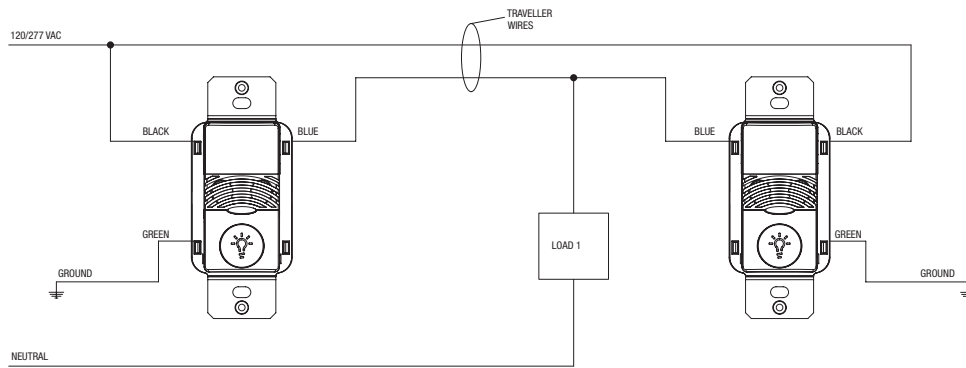 TRAVELLER
WIRES
120/277 VAC
BLACK
BLUE
BLUE
BLACK
GREEN
LOAD 1
GREEN
GROUND
GROUND
NEUTRAL